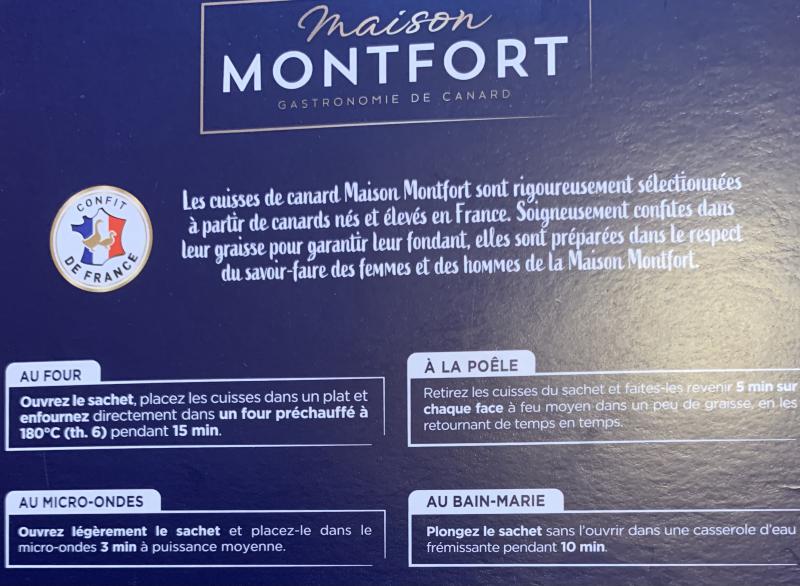 Maison
MONTFORT
GASTRONOMIE DE CANARD
CONFIT
DE FRANCE
Les cuisses de canard Maison Montfort sont rigoureusement sélectionnées
à partir de canards nés et élevés en France. Soigneusement confites dans
leur graisse pour garantir leur fondant, elles sont préparées dans le respect
du savoir-faire des femmes et des hommes de la Maison Montfort.
AU FOUR
Ouvrez le sachet, placez les cuisses dans un plat et
enfournez directement dans un four préchauffé à
180°C (th. 6) pendant 15 min.
À LA POÊLE
Retirez les cuisses du sachet et faites-les revenir 5 min sur
chaque face à feu moyen dans un peu de graisse, en les
retournant de temps en temps.
AU MICRO-ONDES
Ouvrez légèrement le sachet et placez-le dans le
micro-ondes 3 min à puissance moyenne.
AU BAIN-MARIE
Plongez le sachet sans l'ouvrir dans une casserole d'eau
frémissante pendant 10 min.